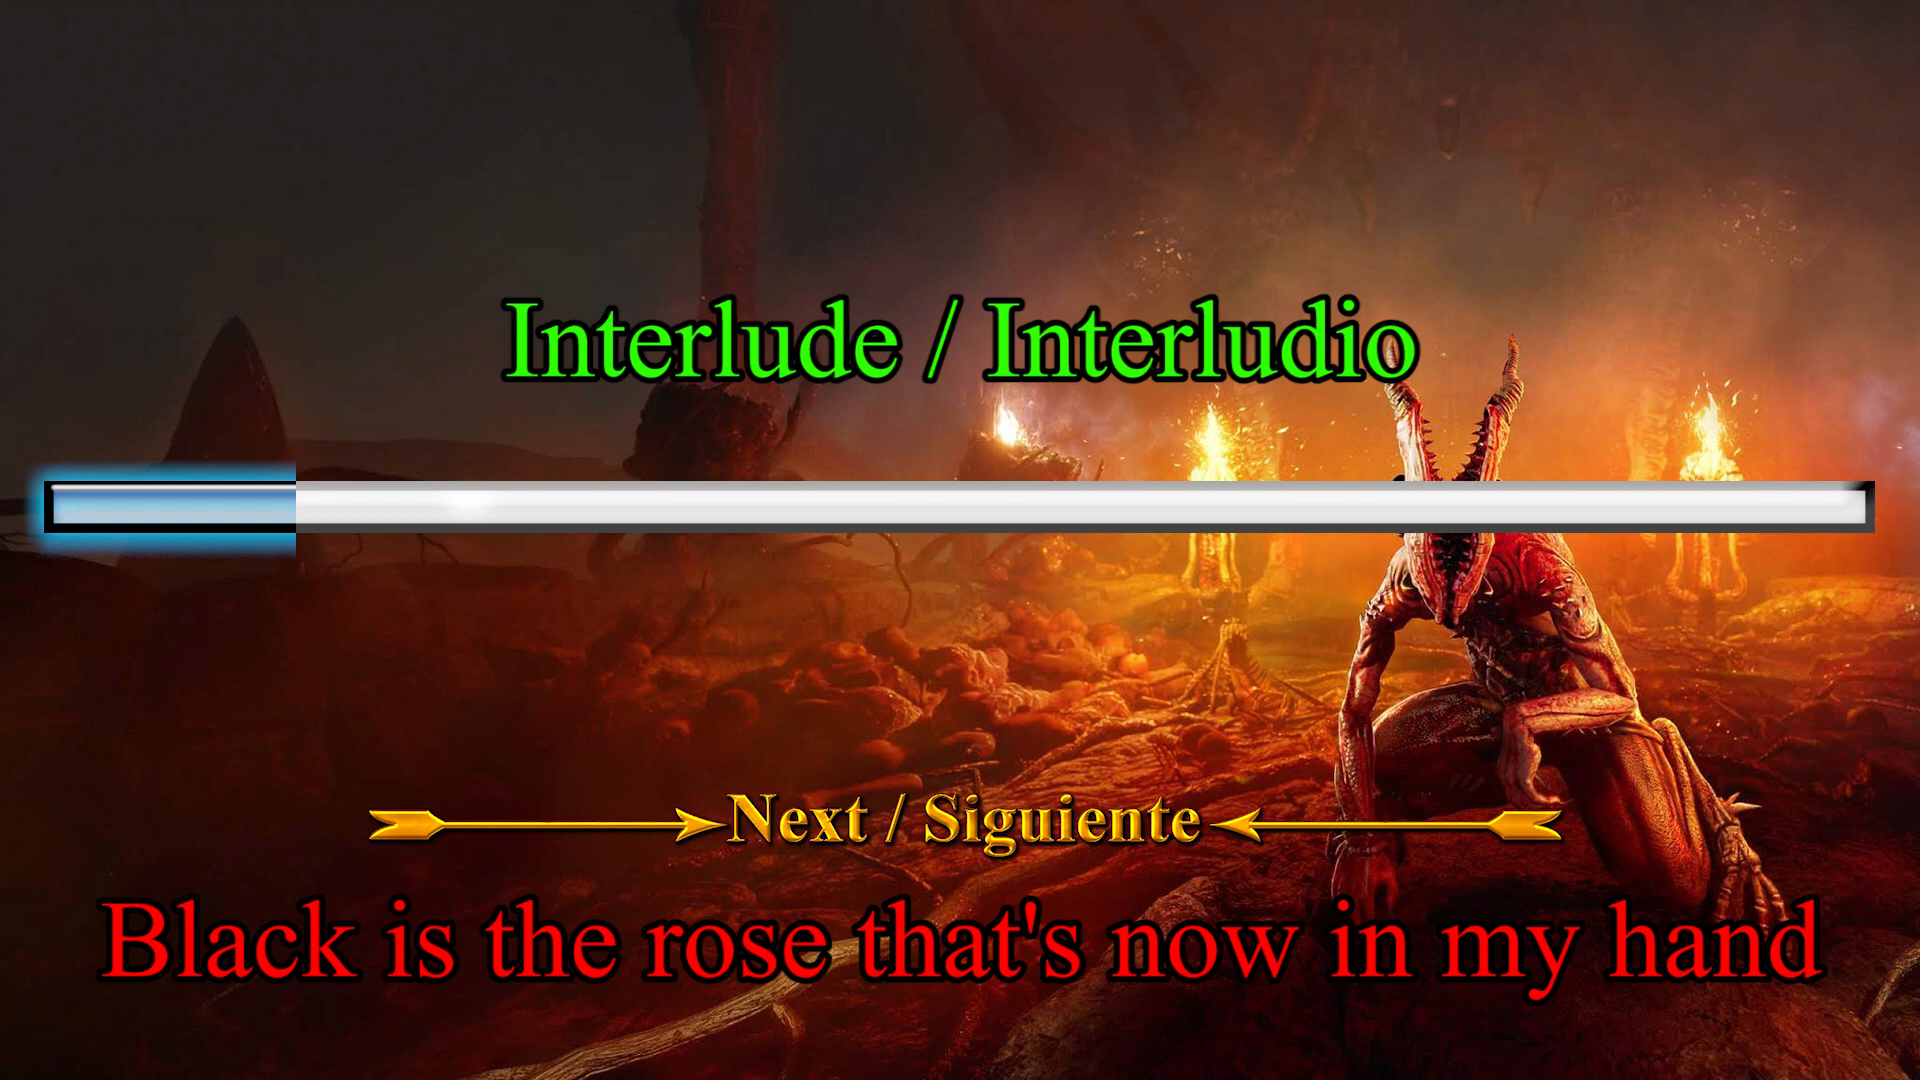 Interlude / Interludio
Next / Siguiente
Black is the rose that's now in my hand